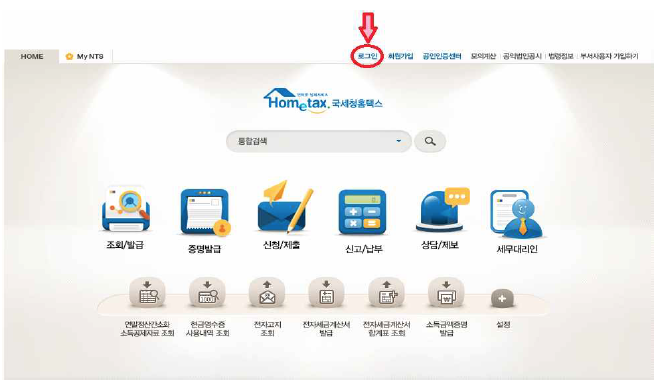 HOME
My NTS
로그인
회원가입
공인인증센터
모의계산
공익법인공시
법령정보
부서사용자 가입하기
Hometax. 국세청홈택스
통합검색
조회/발급
증명발급
신청/제출
신고/납부
상담/제보
세무대리인
연말정산간소화
소득공제자료 조회
현금영수증
사용내역 조회
전자고지
조회
전자세금계산서
발급
전자세금계산서
합계표 조회
소득금액증명
발급
설정